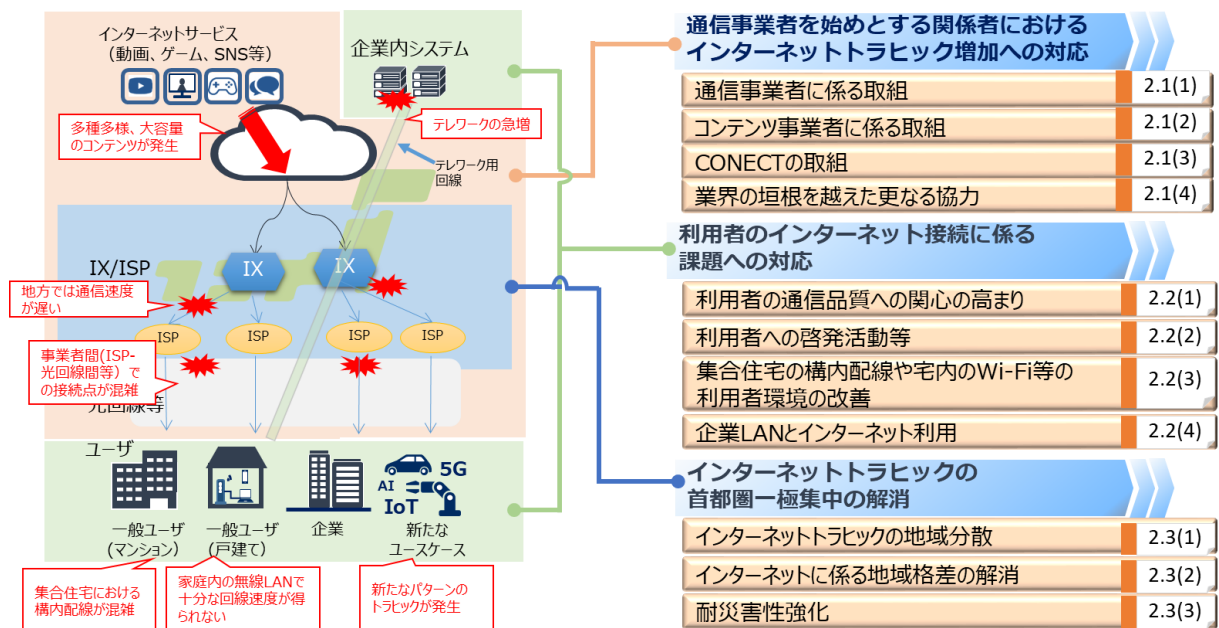 インターネットサービス
(動画、ゲーム、SNS等)
企業内システム
多種多様、大容量
のコンテンツが発生
テレワークの急増
テレワーク用
回線
IX/ISP
IX
IX
地方では通信速度
が遅い
ISP
ISP
ISP
ISP
事業者間(ISP-
光回線間等）で
の接続点が混雑
光回線等
ユーザ
5G
AI
IoT
一般ユーザ
(マンション)
一般ユーザ
(戸建て)
企業
新たな
ユースケース
集合住宅における
構内配線が混雑
家庭内の無線LANで
十分な回線速度が得
られない
新たなパターンの
トラヒックが発生
通信事業者を始めとする関係者における
インターネットトラヒック増加への対応
通信事業者に係る取組 2.1(1)
コンテンツ事業者に係る取組 2.1(2)
CONECTの取組 2.1(3)
業界の垣根を越えた更なる協力 2.1(4)
利用者のインターネット接続に係る
課題への対応
利用者の通信品質への関心の高まり 2.2(1)
利用者への啓発活動等 2.2(2)
集合住宅の構内配線や宅内のWi-Fi等の
利用者環境の改善 2.2(3)
企業LANとインターネット利用 2.2(4)
インターネットトラヒックの
首都圏一極集中の解消
インターネットトラヒックの地域分散 2.3(1)
インターネットに係る地域格差の解消 2.3(2)
耐災害性強化 2.3(3)